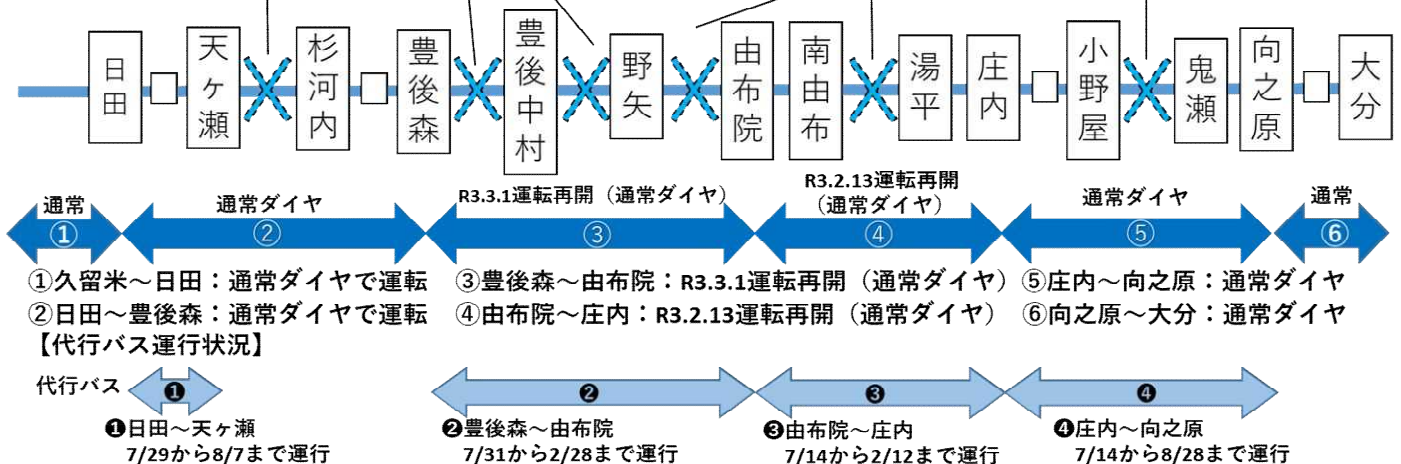 日田
天ヶ瀬
杉河内
豊後森
豊後中村
野矢
由布院
南由布
湯平
庄内
小野屋
鬼瀬
向之原
大分
通常
通常ダイヤ
R3.3.1運転再開（通常ダイヤ）
R3.2.13運転再開
（通常ダイヤ）
通常ダイヤ
通常
① ② ③ ④ ⑤ ⑥
①久留米～日田：通常ダイヤで運転 ③豊後森～由布院：R3.3.1運転再開（通常ダイヤ） ⑤庄内～向之原：通常ダイヤ
②日田～豊後森：通常ダイヤで運転 ④由布院～庄内：R3.2.13運転再開（通常ダイヤ） ⑥向之原～大分：通常ダイヤ
【代行バス運行状況】
代行バス ❶ ❷ ❸ ❹
❶日田～天ヶ瀬
7/29から8/7まで運行
❷豊後森～由布院
7/31から2/28まで運行
❸由布院～庄内
7/14から2/12まで運行
❹庄内～向之原
7/14から8/28まで運行